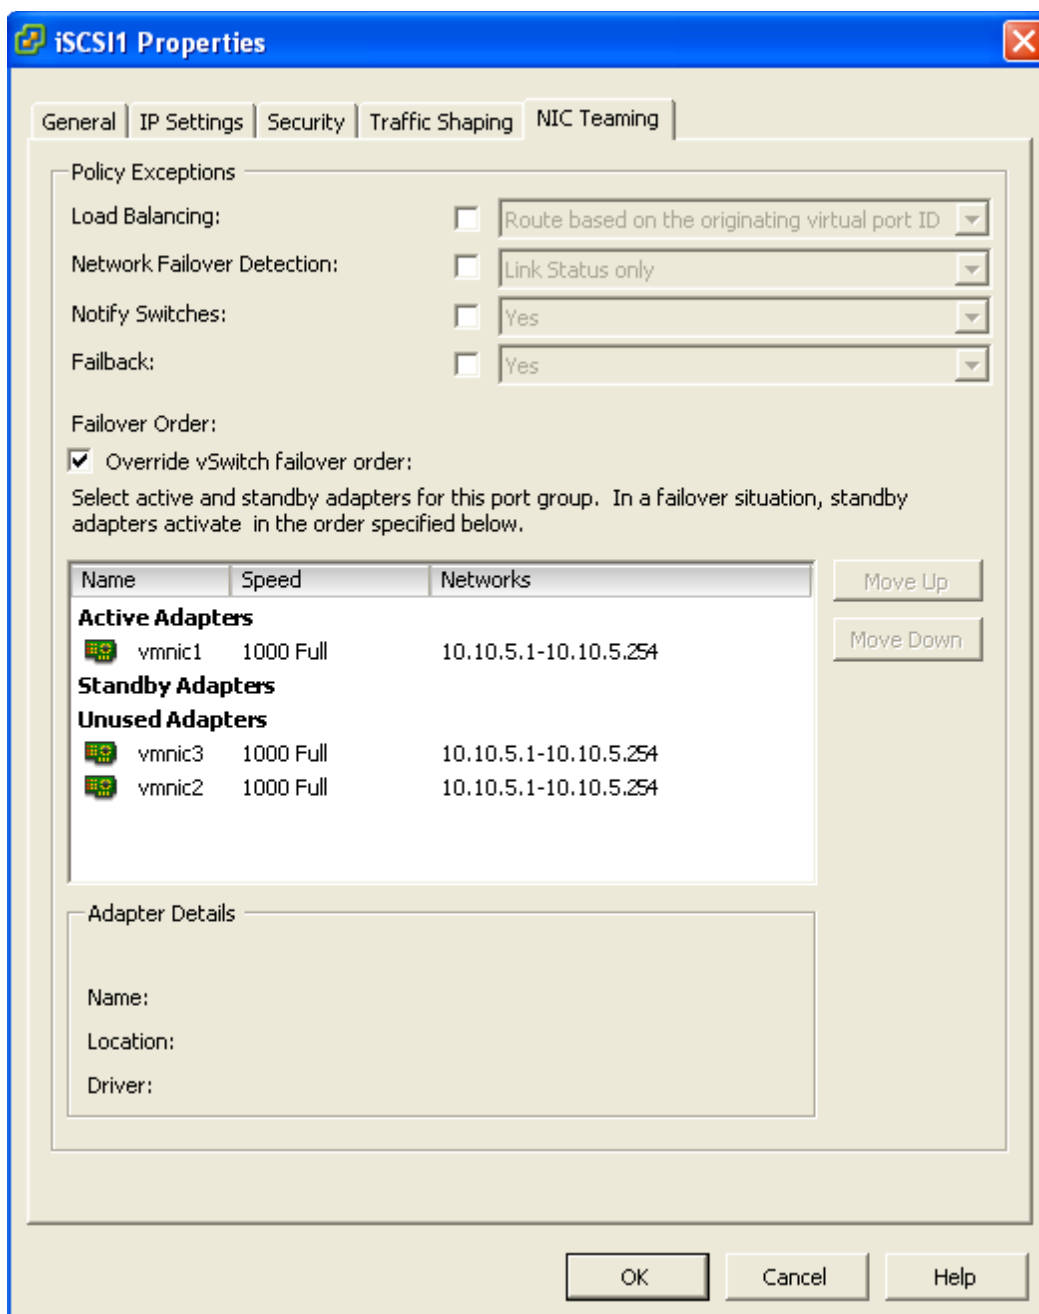 iSCSI1 Properties
General IP Settings Security Traffic Shaping NIC Teaming
Policy Exceptions
Load Balancing: Route based on the originating virtual port ID
Network Failover Detection: Link Status only
Notify Switches: Yes
Failback: Yes
Failover Order:
Override vSwitch failover order:
Select active and standby adapters for this port group. In a failover situation, standby
adapters activate in the order specified below.
Name Speed Networks Move Up
Active Adapters
vmnic1 1000 Full 10.10.5.1-10.10.5.254 Move Down
Standby Adapters
Unused Adapters
vmnic3 1000 Full 10.10.5.1-10.10.5.254
vmnic2 1000 Full 10.10.5.1-10.10.5.254
Adapter Details
Name:
Location:
Driver:
OK Cancel Help